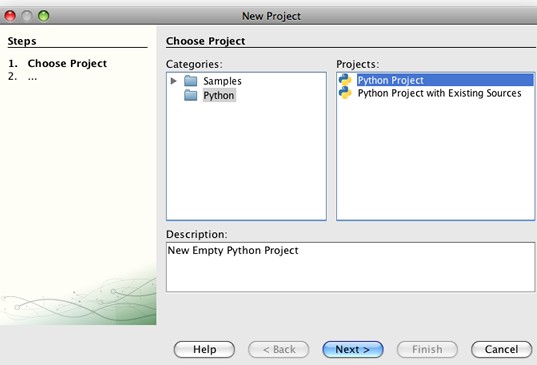 New Project
Steps
1. Choose Project
2. ...
Choose Project
Categories:
Samples
Python
Projects:
Python Project
Python Project with Existing Sources
Description:
New Empty Python Project
Help
< Back
Next >
Finish
Cancel